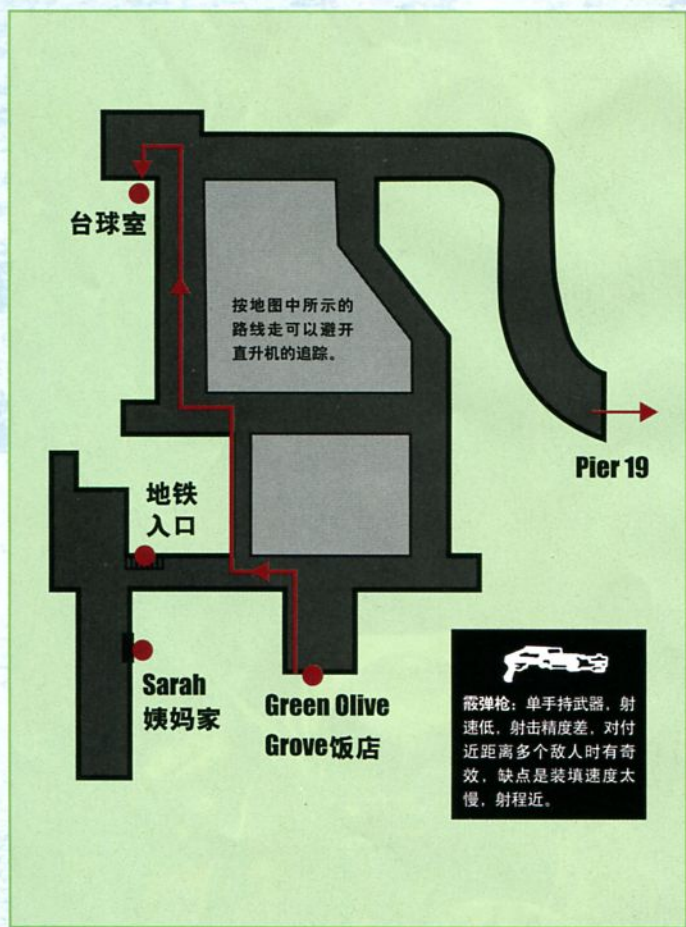 台球室
按地图中所示的
路线走可以避开
直升机的追踪。
Pier 19
地铁
入口
Sarah
姨妈家
Green Olive
Grove饭店
霰弹枪：单手持武器，射
速低，射击精度差，对付
近距离多个敌人时有奇
效，缺点是装填速度太
慢，射程近。